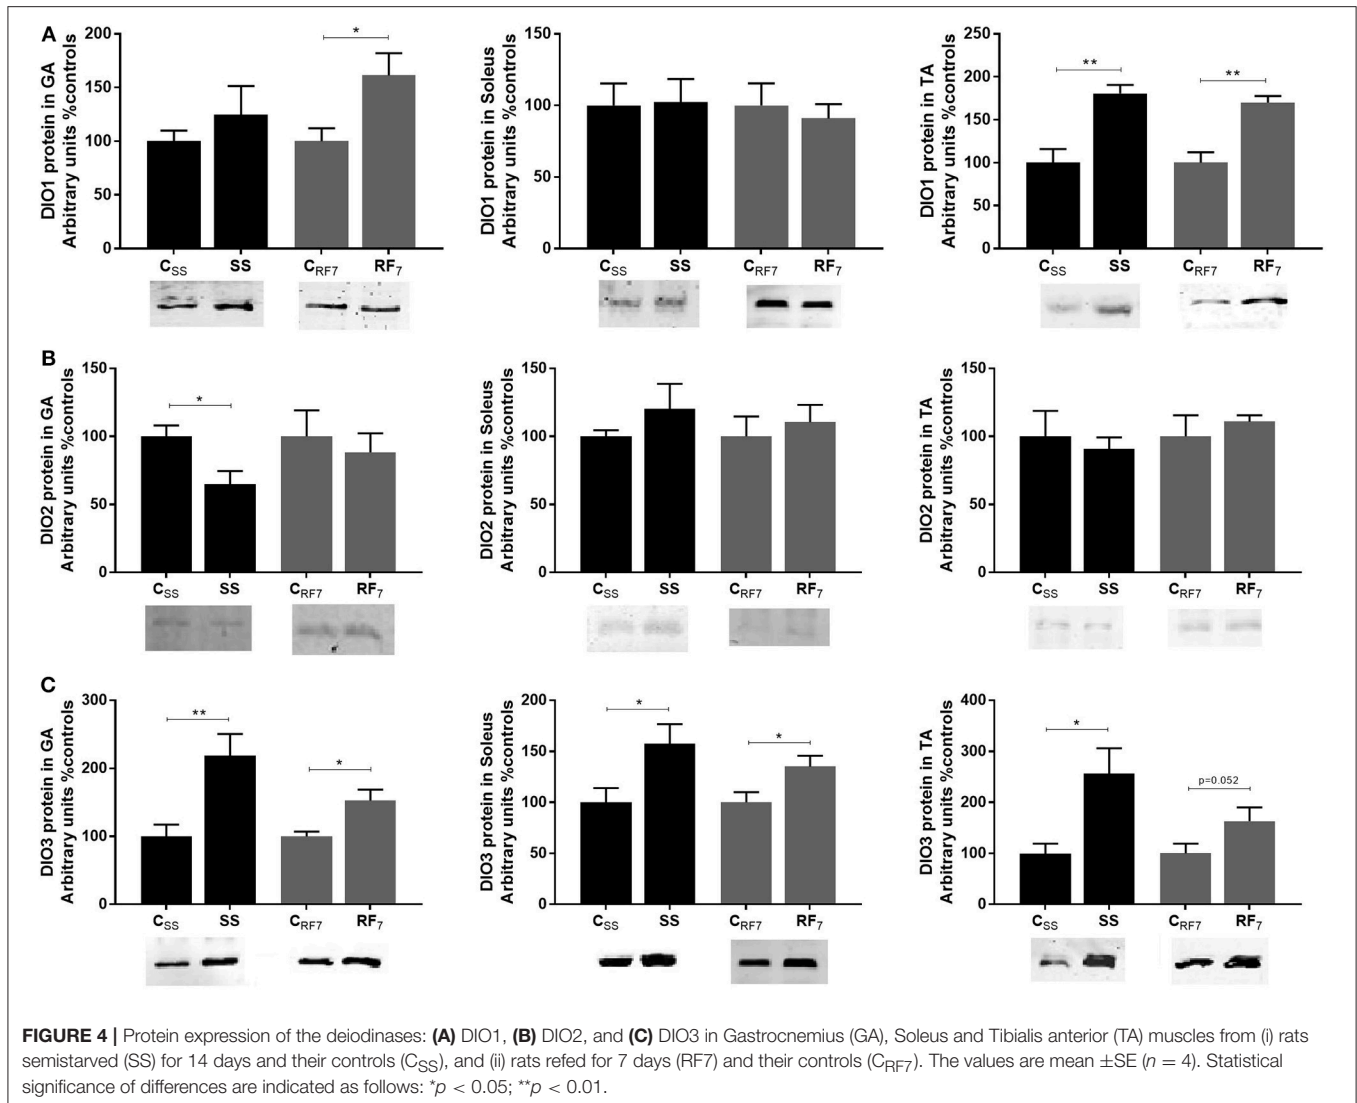 A
DIO1 protein in GA
Arbitrary units %controls
200
150
100
50
0
*
C_SS SS C_RF7 RF_7
DIO1 protein in Soleus
Arbitrary units %controls
150
100
50
0
C_SS SS C_RF7 RF_7
DIO1 protein in TA
Arbitrary units %controls
250
200
150
100
50
0
** **
C_SS SS C_RF7 RF_7
B
DIO2 protein in GA
Arbitrary units %controls
150
100
50
0
*
C_SS SS C_RF7 RF_7
DIO2 protein in Soleus
Arbitrary units %controls
150
100
50
0
C_SS SS C_RF7 RF_7
DIO2 protein in TA
Arbitrary units %controls
150
100
50
0
C_SS SS C_RF7 RF_7
C
DIO3 protein in GA
Arbitrary units %controls
300
200
100
0
** *
C_SS SS C_RF7 RF_7
DIO3 protein in Soleus
Arbitrary units %controls
200
150
100
50
0
* *
C_SS SS C_RF7 RF_7
DIO3 protein in TA
Arbitrary units %controls
400
300
200
100
0
* p=0.052
C_SS SS C_RF7 RF_7
FIGURE 4 | Protein expression of the deiodinases: (A) DIO1, (B) DIO2, and (C) DIO3 in Gastrocnemius (GA), Soleus and Tibialis anterior (TA) muscles from (i) rats
semistarved (SS) for 14 days and their controls (C_SS), and (ii) rats refed for 7 days (RF7) and their controls (C_RF7). The values are mean ±SE (n = 4). Statistical
significance of differences are indicated as follows: *p < 0.05; **p < 0.01.